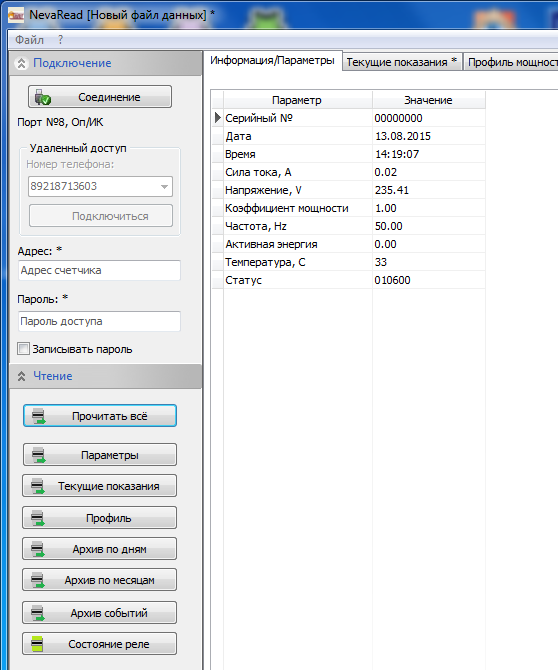 NevaRead [Новый файл данных] *
Файл ?
Подключение
Соединение
Порт №8, Оп/ИК
Удаленный доступ
Номер телефона:
89218713603
Подключиться
Адрес: *
Адрес счетчика
Пароль: *
Пароль доступа
Записывать пароль
Чтение
Прочитать всё
Параметры
Текущие показания
Профиль
Архив по дням
Архив по месяцам
Архив событий
Состояние реле
Информация/Параметры Текущие показания * Профиль мощност
Параметр Значение
Серийный № 00000000
Дата 13.08.2015
Время 14:19:07
Сила тока, А 0.02
Напряжение, V 235.41
Коэффициент мощности 1.00
Частота, Hz 50.00
Активная энергия 0.00
Температура, С 33
Статус 010600